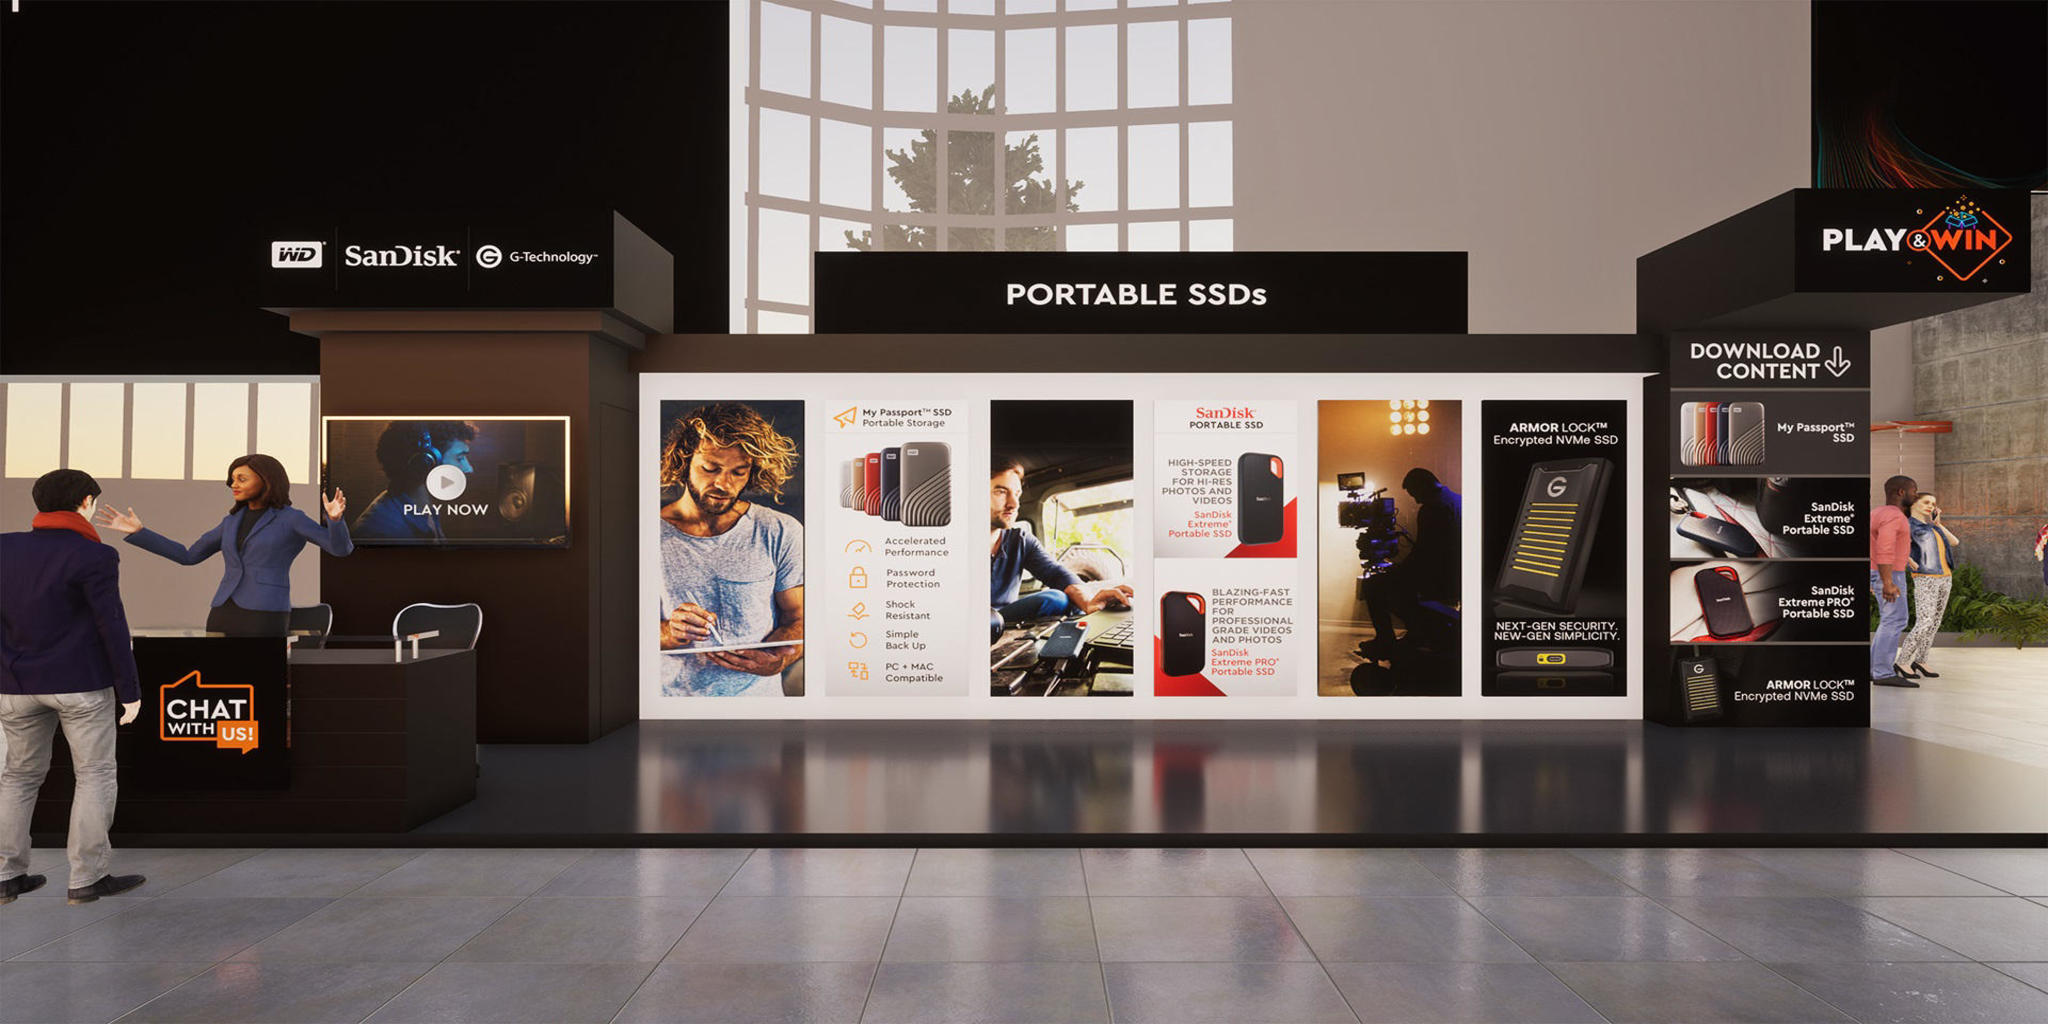 WD
SanDisk®
G-Technology™
PLAY NOW
CHAT
WITH US!
PORTABLE SSDs
My Passport™ SSD
Portable Storage
Accelerated
Performance
Password
Protection
Shock
Resistant
Simple
Back Up
PC + MAC
Compatible
SanDisk®
PORTABLE SSD
HIGH-SPEED
STORAGE
FOR HI-RES
PHOTOS AND
VIDEOS
SanDisk
Extreme®
Portable SSD
BLAZING-FAST
PERFORMANCE
FOR
PROFESSIONAL
GRADE VIDEOS
AND PHOTOS
SanDisk
Extreme PRO®
Portable SSD
ARMOR LOCK™
Encrypted NVMe SSD
G
NEXT-GEN SECURITY.
NEW-GEN SIMPLICITY.
PLAY & WIN
DOWNLOAD
CONTENT
My Passport™
SSD
SanDisk
Extreme®
Portable SSD
SanDisk
Extreme PRO®
Portable SSD
ARMOR LOCK™
Encrypted NVMe SSD